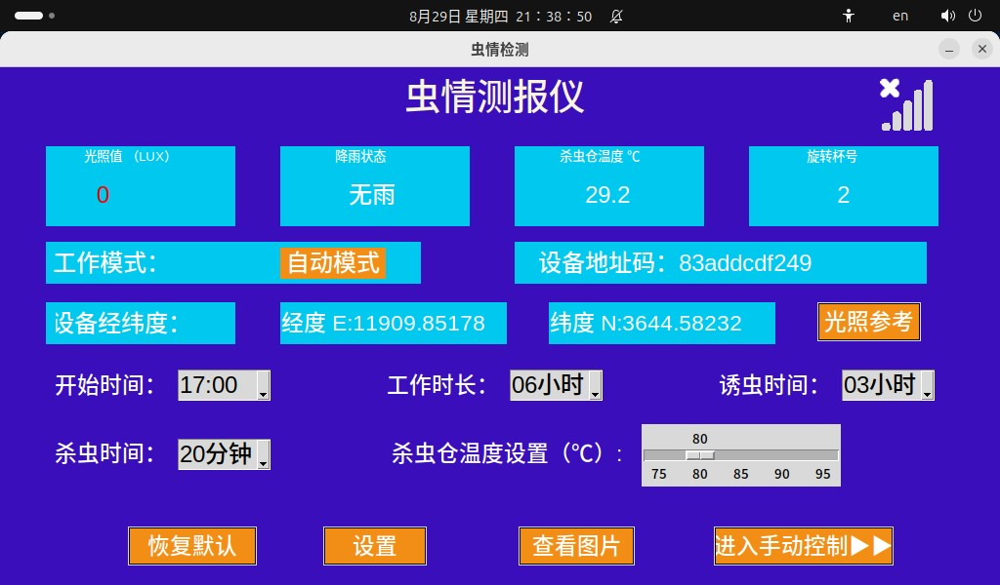 8月29日 星期四 21：38：50
en
虫情检测
虫情测报仪
光照值 （LUX）
降雨状态
杀虫仓温度 ℃
旋转杯号
0
无雨
29.2
2
工作模式：
自动模式
设备地址码：83addcdf249
设备经纬度：
经度 E:11909.85178
纬度 N:3644.58232
光照参考
开始时间：
17:00
工作时长：
06小时
诱虫时间：
03小时
杀虫时间：
20分钟
杀虫仓温度设置（℃）：
80
75 80 85 90 95
恢复默认
设置
查看图片
进入手动控制▶▶